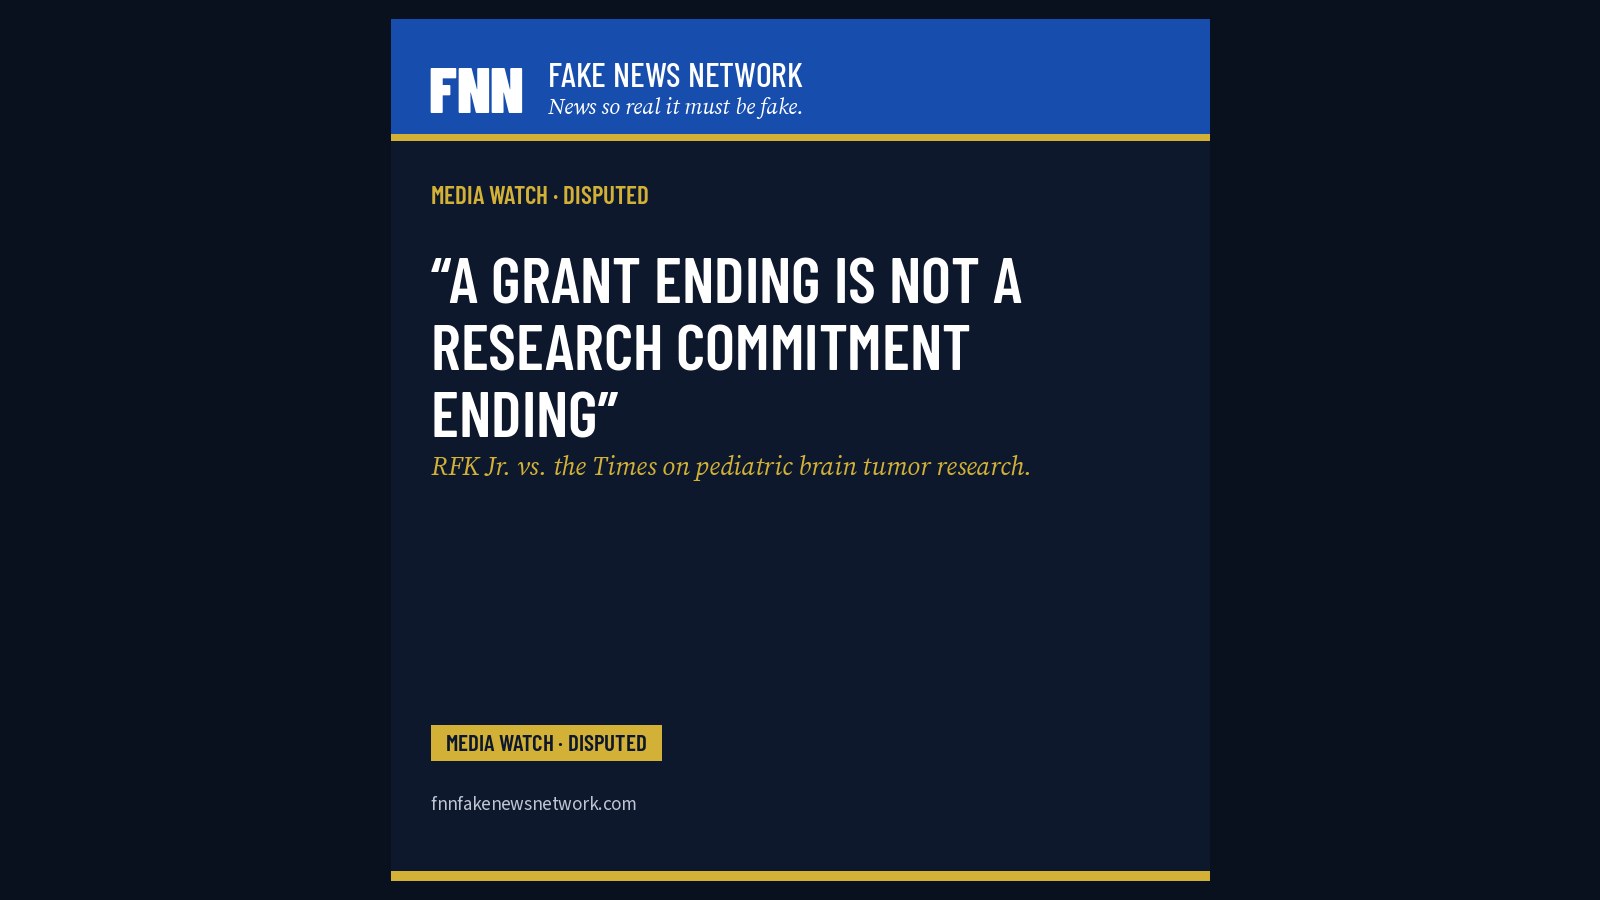 FNN
FAKE NEWS NETWORK
News so real it must be fake.
MEDIA WATCH · DISPUTED
“A GRANT ENDING IS NOT A
RESEARCH COMMITMENT
ENDING”
RFK Jr. vs. the Times on pediatric brain tumor research.
MEDIA WATCH · DISPUTED
fnnfakenewsnetwork.com